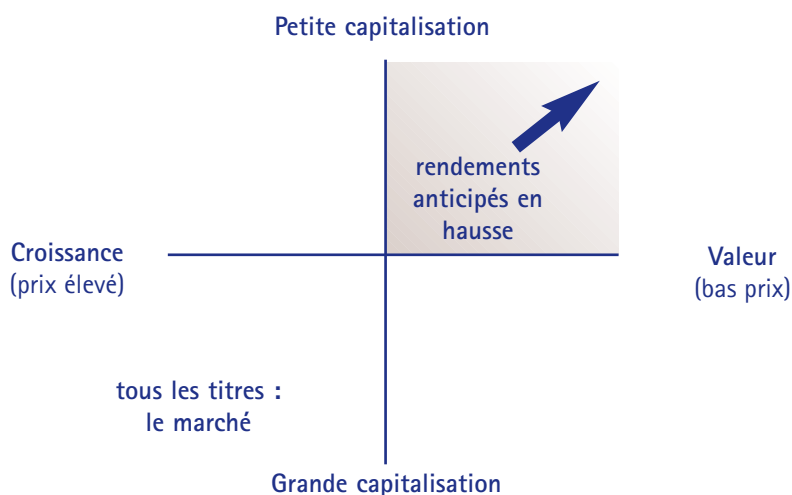 Petite capitalisation
rendements
anticipés en
hausse
Croissance
(prix élevé)
Valeur
(bas prix)
tous les titres :
le marché
Grande capitalisation